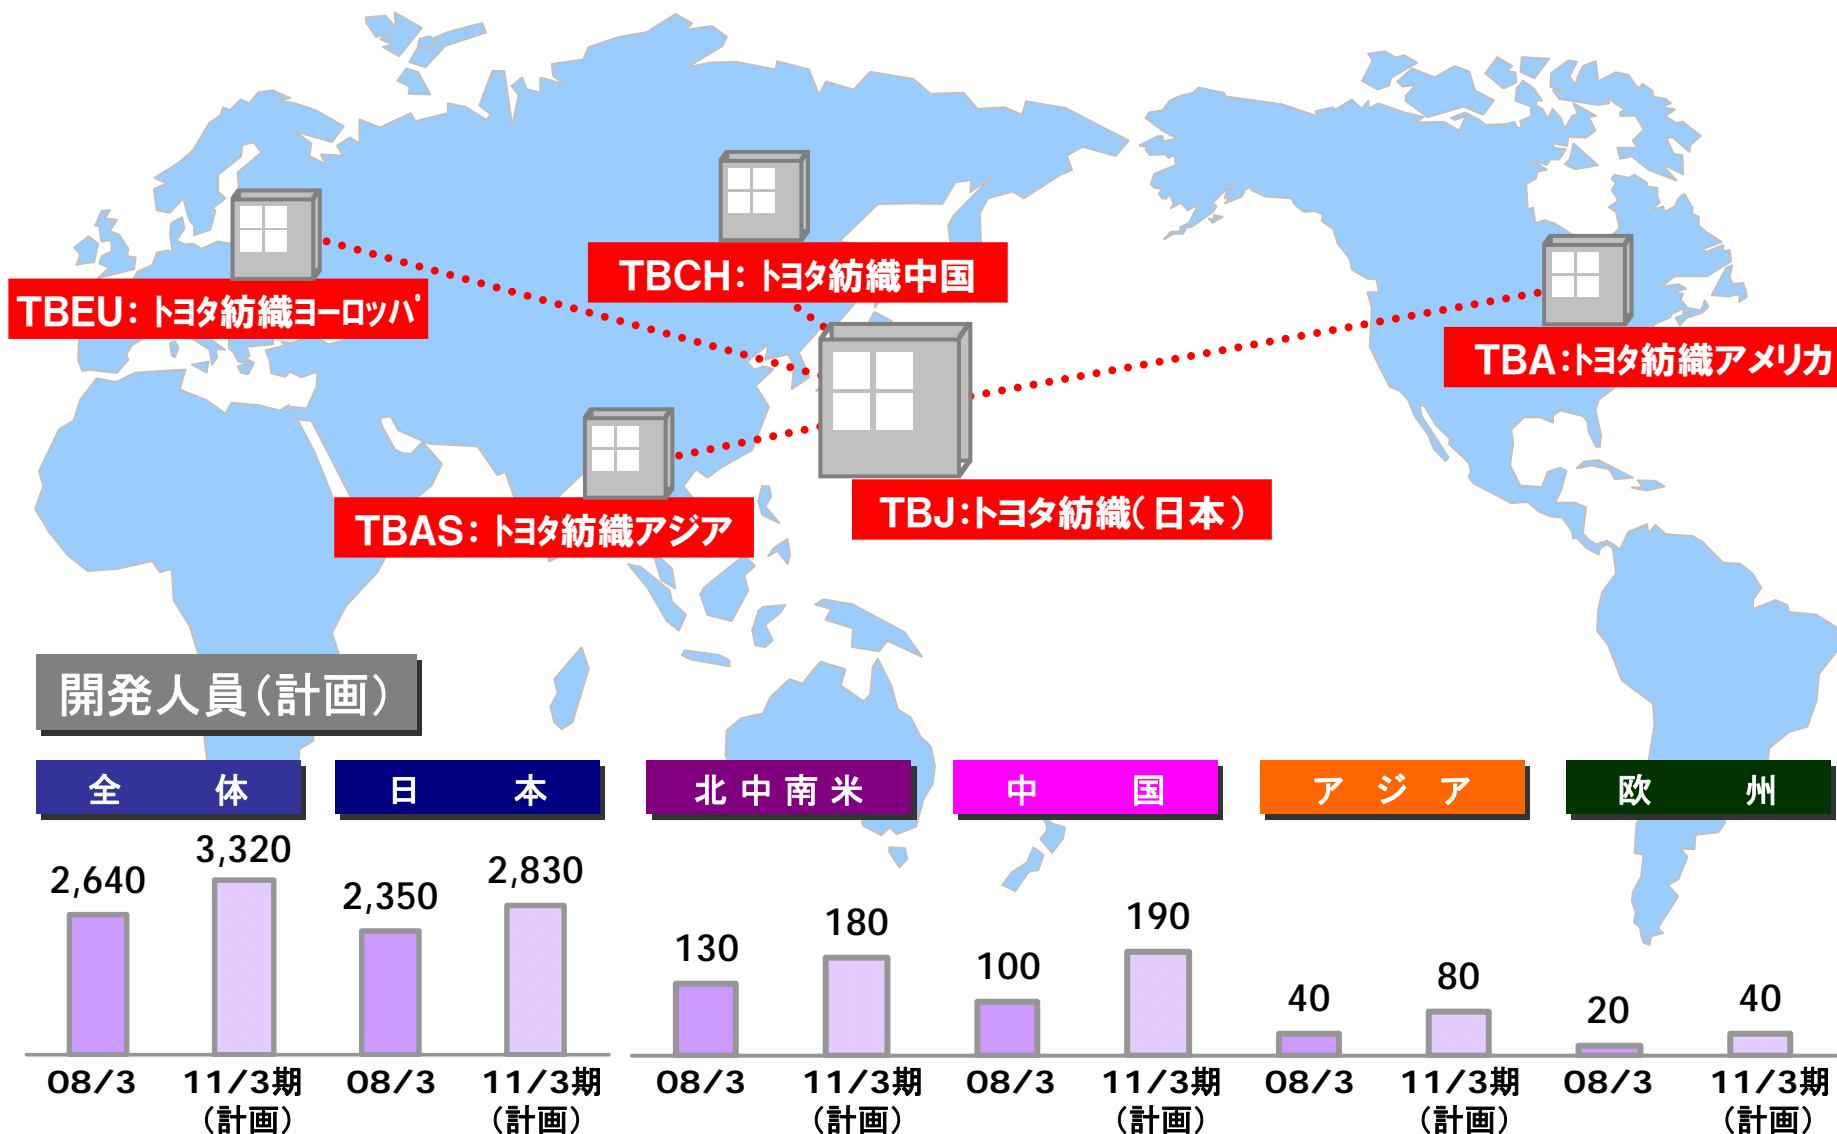 TBCH：トヨタ紡織中国
TBEU：トヨタ紡織ヨーロッパ
TBA：トヨタ紡織アメリカ
TBJ：トヨタ紡織（日本）
TBAS：トヨタ紡織アジア
開発人員（計画）
全体 日本 北中南米 中国 アジア 欧州
2,640 3,320 2,350 2,830 130 180 100 190 40 80 20 40
08/3 11/3期 08/3 11/3期 08/3 11/3期 08/3 11/3期 08/3 11/3期 08/3 11/3期
（計画） （計画） （計画） （計画） （計画） （計画）